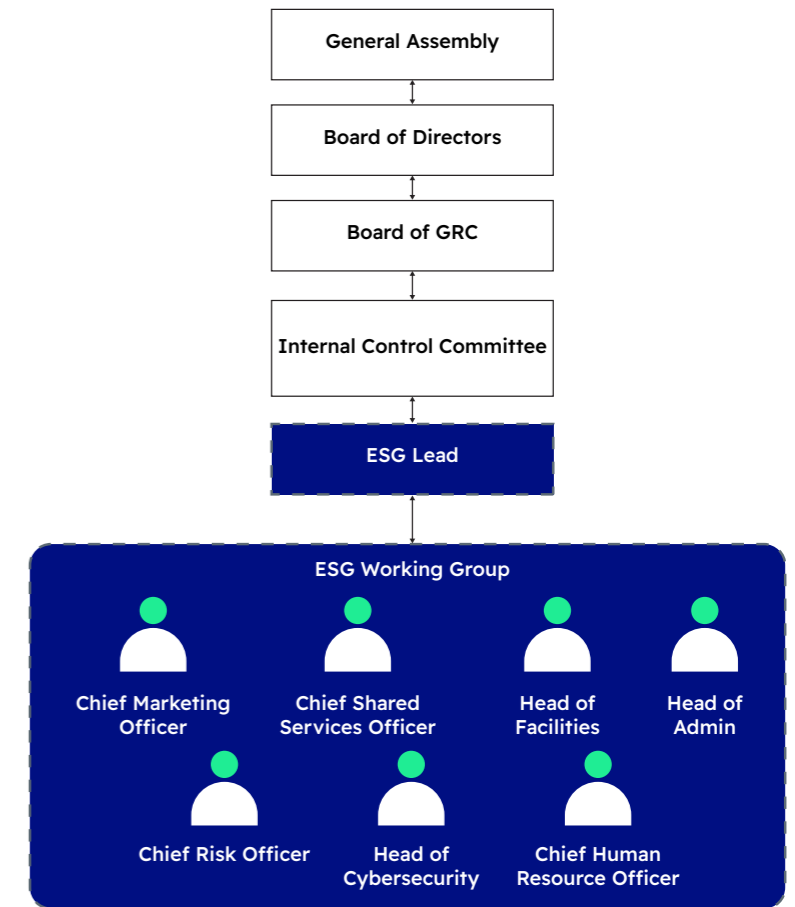 General Assembly
Board of Directors
Board of GRC
Internal Control Committee
ESG Lead
ESG Working Group
Chief Marketing
Officer
Chief Shared
Services Officer
Head of
Facilities
Head of
Admin
Chief Risk Officer
Head of
Cybersecurity
Chief Human
Resource Officer